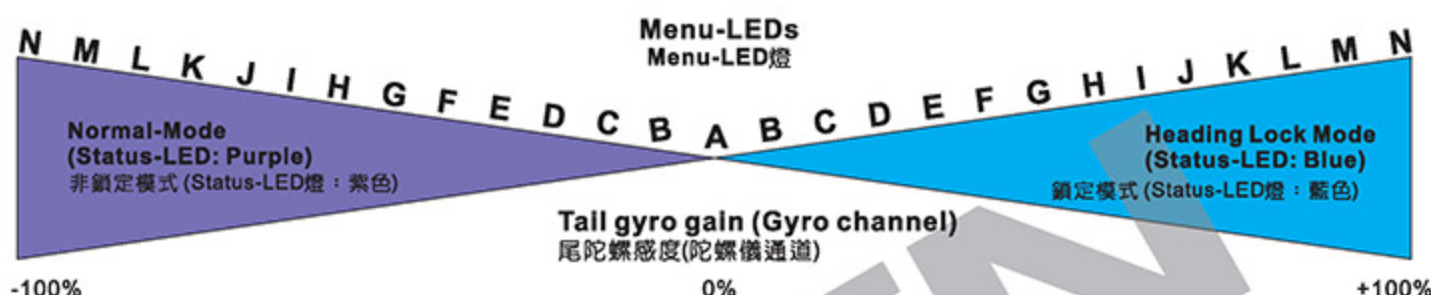 Menu-LEDs
Menu-LED燈
N M L K J I H G F E D C B A B C D E F G H I J K L M N
Normal-Mode
(Status-LED: Purple)
非鎖定模式 (Status-LED燈：紫色)
Heading Lock Mode
(Status-LED: Blue)
鎖定模式 (Status-LED燈：藍色)
Tail gyro gain (Gyro channel)
尾陀螺感度(陀螺儀通道)
-100% 0% +100%